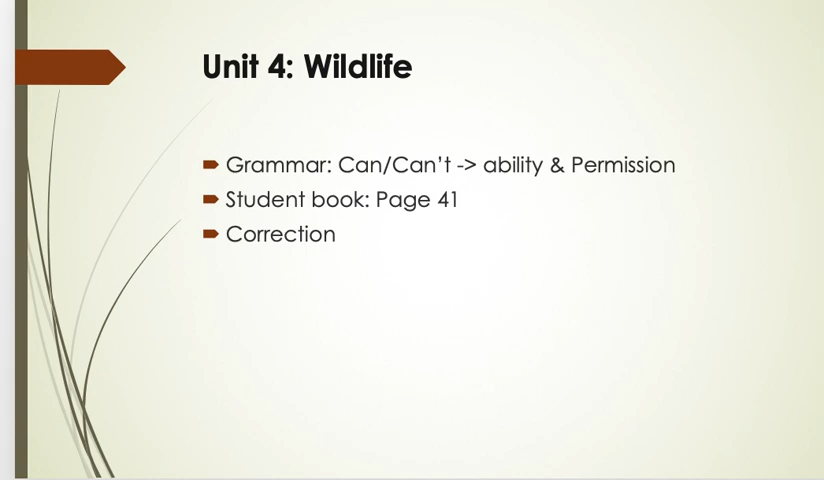 Unit 4: Wildlife
Grammar: Can/Can’t -> ability & Permission
Student book: Page 41
Correction